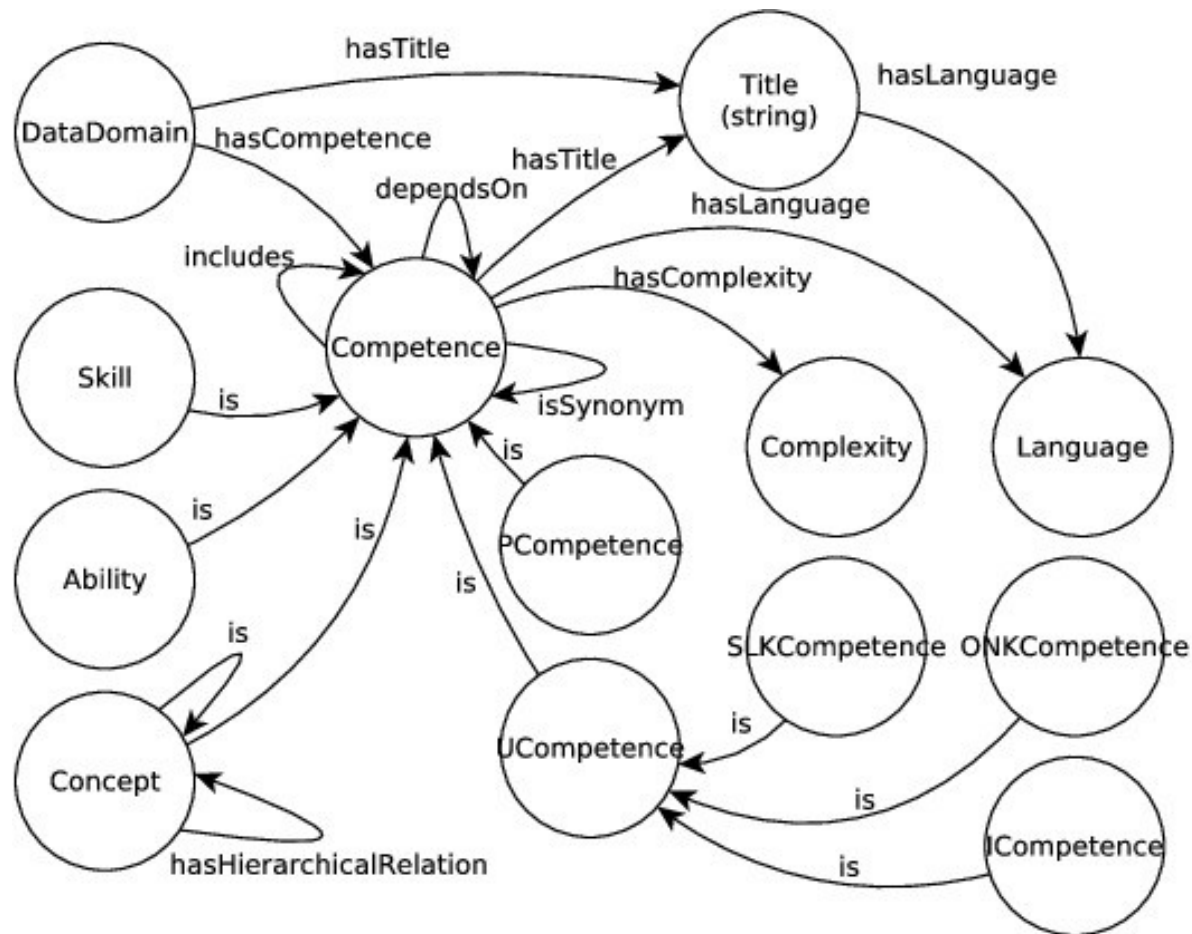 hasTitle
Title
(string)
hasLanguage
DataDomain
hasCompetence
hasTitle
dependsOn
hasLanguage
includes
hasComplexity
Competence
Skill
is
isSynonym
Complexity
Language
is
PCompetence
is
is
Ability
is
is
SLKCompetence
ONKCompetence
UCompetence
is
Concept
is
ICompetence
hasHierarchicalRelation
is